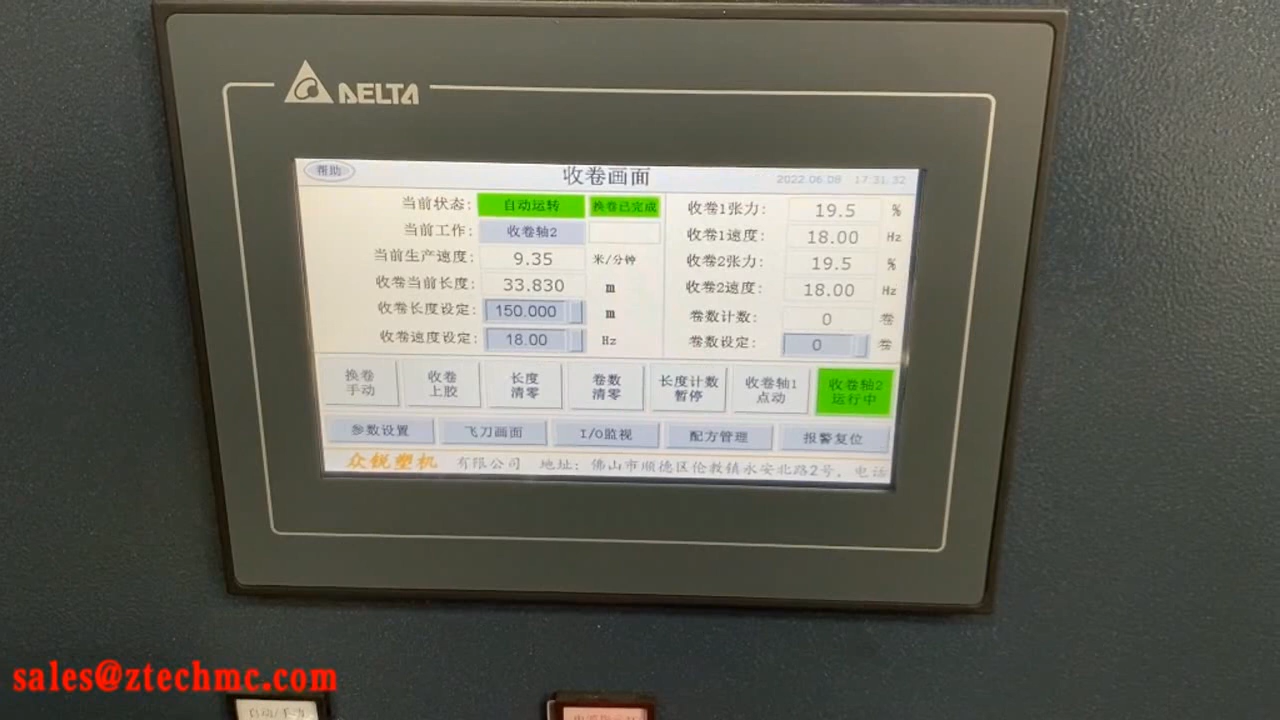 DELTA
帮助 收卷画面 2022.06.08 17:31:32
当前状态: 自动运转 换卷已完成 收卷1张力: 19.5 %
当前工作: 收卷轴2 收卷1速度: 18.00 Hz
当前生产速度: 9.35 米/分钟 收卷2张力: 19.5 %
收卷当前长度: 33.830 m 收卷2速度: 18.00 Hz
收卷长度设定: 150.000 m 卷数计数: 0 卷
收卷速度设定: 18.00 Hz 卷数设定: 0 卷
换卷 收卷 长度 卷数 长度计数 收卷轴1 收卷轴2
手动 上胶 清零 清零 暂停 点动 运行中
参数设置 飞刀画面 I/O监视 配方管理 报警复位
众锐塑机 有限公司 地址: 佛山市顺德区伦教镇永安北路2号, 电话
sales@ztechmc.com
自动/手动